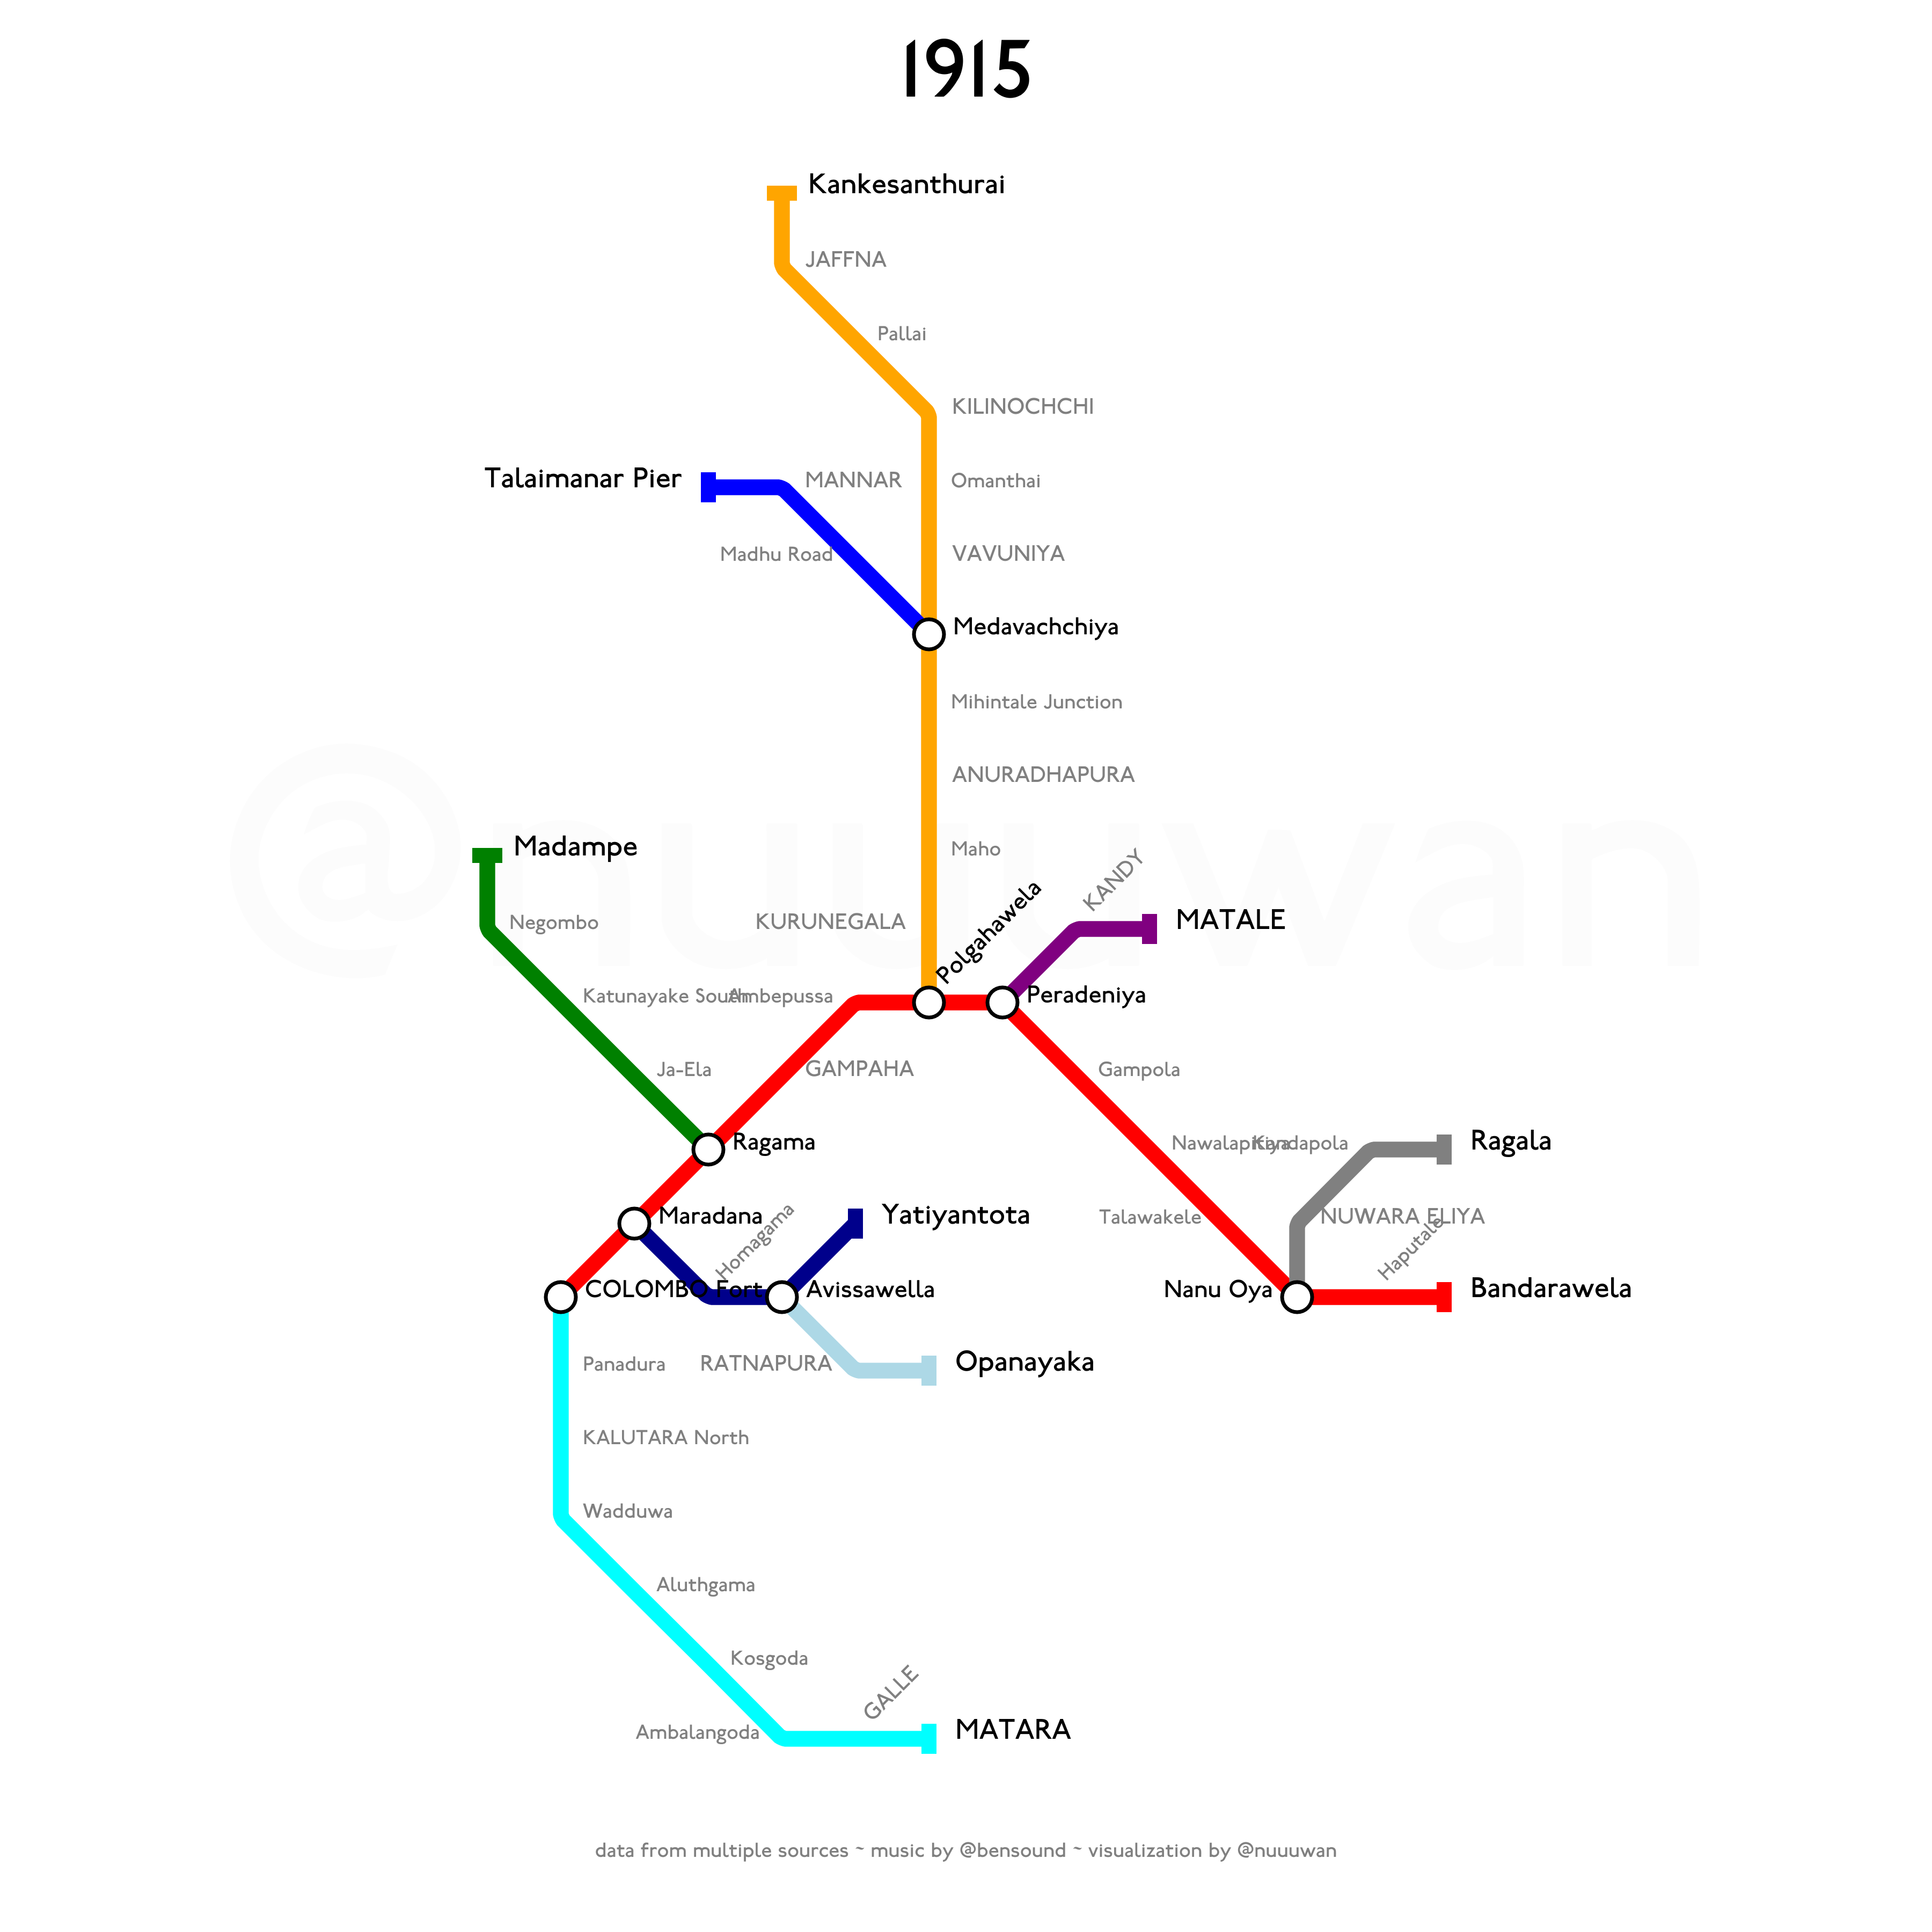 1915
Kankesanthurai
JAFFNA
Pallai
KILINOCHCHI
Talaimanar Pier
MANNAR
Omanthai
Madhu Road
VAVUNIYA
Medavachchiya
Mihintale Junction
ANURADHAPURA
@nuuuwan
Madampe
Maho
KANDY
Negombo
KURUNEGALA
Polgahawela
MATALE
Katunayake South
Ambepussa
Peradeniya
Ja-Ela
GAMPAHA
Gampola
Ragama
Nawalapitiya
Kandapola
Ragala
Maradana
Homagama
Yatiyantota
Talawakele
NUWARA ELIYA
Haputale
COLOMBO Fort
Avissawella
Nanu Oya
Bandarawela
Panadura
RATNAPURA
Opanayaka
KALUTARA North
Wadduwa
Aluthgama
Kosgoda
GALLE
Ambalangoda
MATARA
data from multiple sources ~ music by @bensound ~ visualization by @nuuuwan